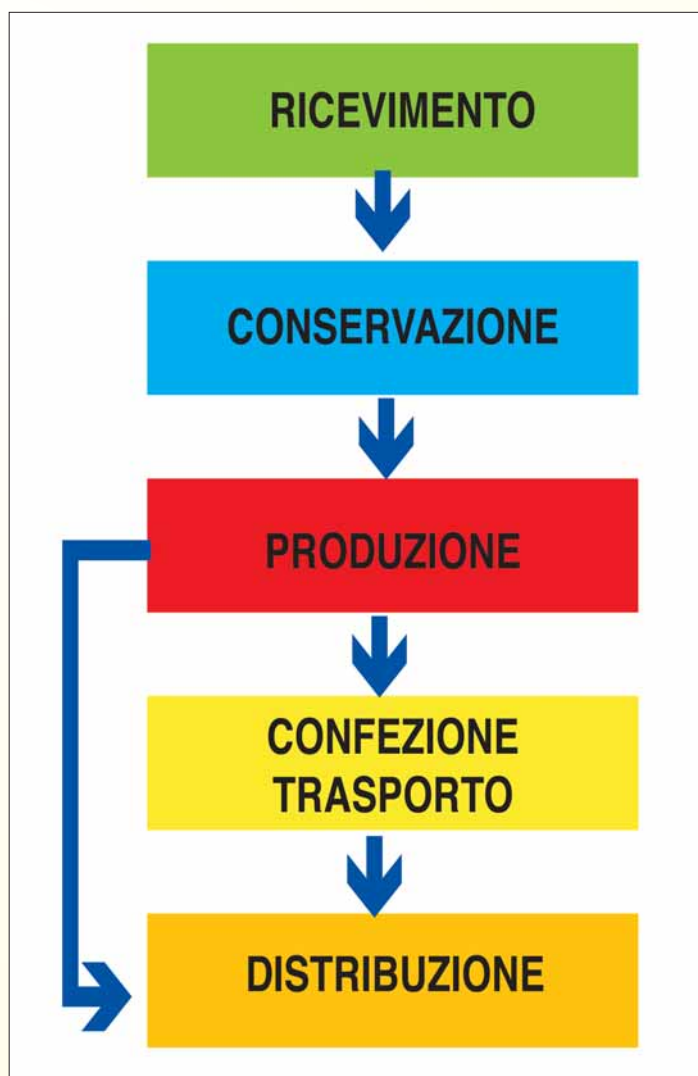 RICEVIMENTO
CONSERVAZIONE
PRODUZIONE
CONFEZIONE
TRASPORTO
DISTRIBUZIONE